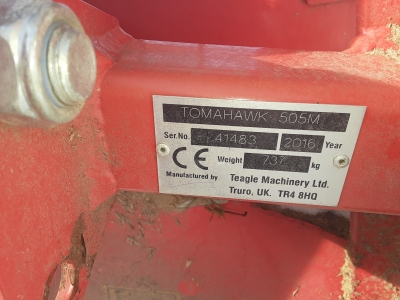 TOMAHAWK 505M
Ser.No. 41483 2016 Year
CE Weight 737 kg
Manufactured by Teagle Machinery Ltd.
Truro, UK. TR4 8HQ